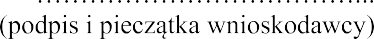 ……………………………………..
(podpis i pieczątka wnioskodawcy)